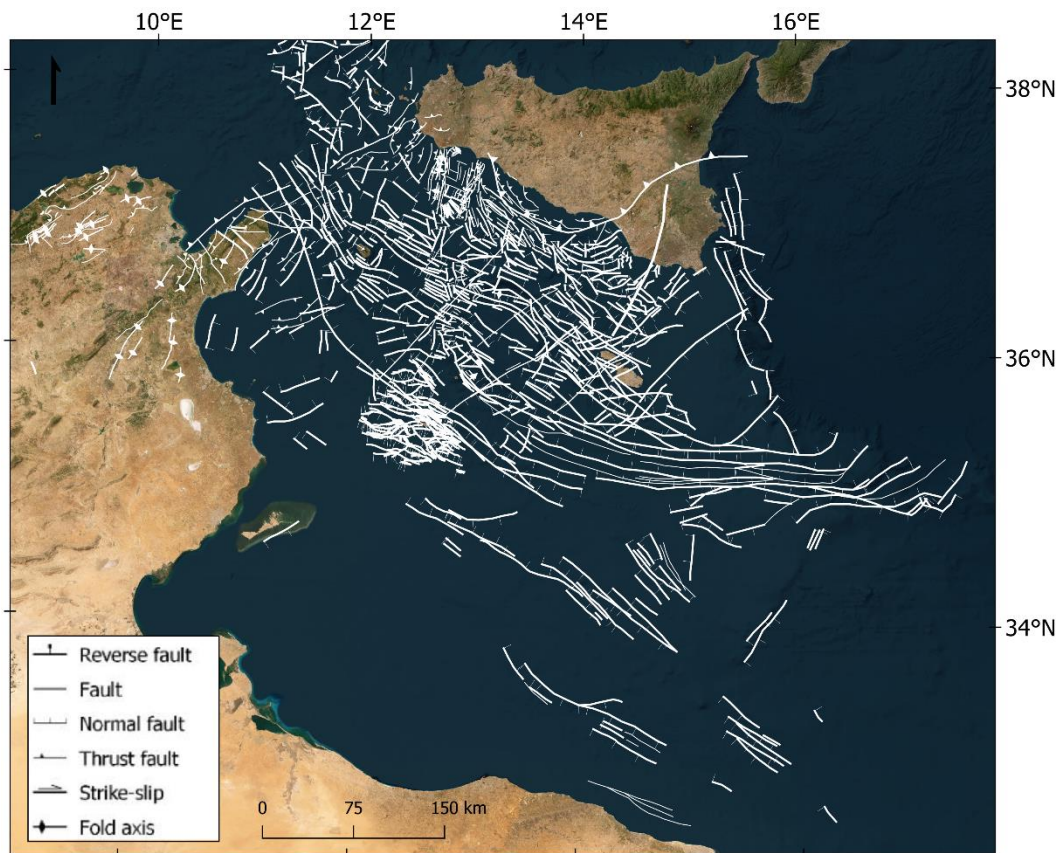 10°E 12°E 14°E 16°E
38°N
36°N
34°N
Reverse fault
Fault
Normal fault
Thrust fault
Strike-slip
Fold axis
0 75 150 km